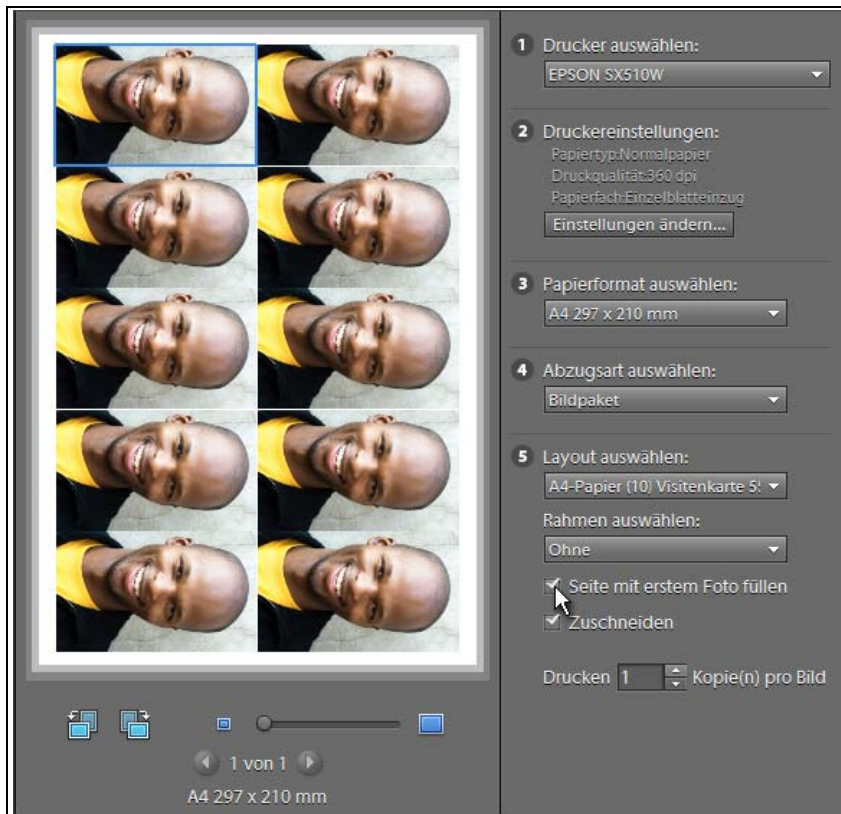 1 Drucker auswählen:
EPSON SX510W
2 Druckereinstellungen:
Papiertyp:Normalpapier
Druckqualität:360 dpi
Papierfach:Einzelblatteinzug
Einstellungen ändern...
3 Papierformat auswählen:
A4 297 x 210 mm
4 Abzugsart auswählen:
Bildpaket
5 Layout auswählen:
A4-Papier (10) Visitenkarte 5!
Rahmen auswählen:
Ohne
Seite mit erstem Foto füllen
Zuschneiden
Drucken 1 Kopie(n) pro Bild
1 von 1
A4 297 x 210 mm